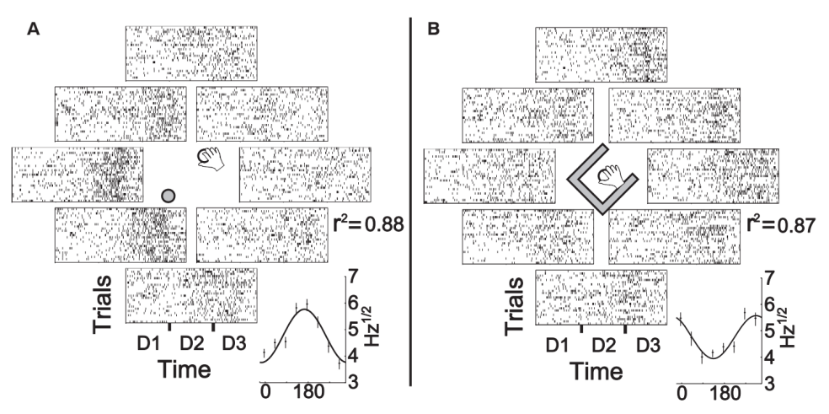 A
r²=0.88
Trials
D1 D2 D3
Time
7
6
5
4
3
Hz^1/2
0 180
B
r²=0.87
Trials
D1 D2 D3
Time
7
6
5
4
3
Hz^1/2
0 180